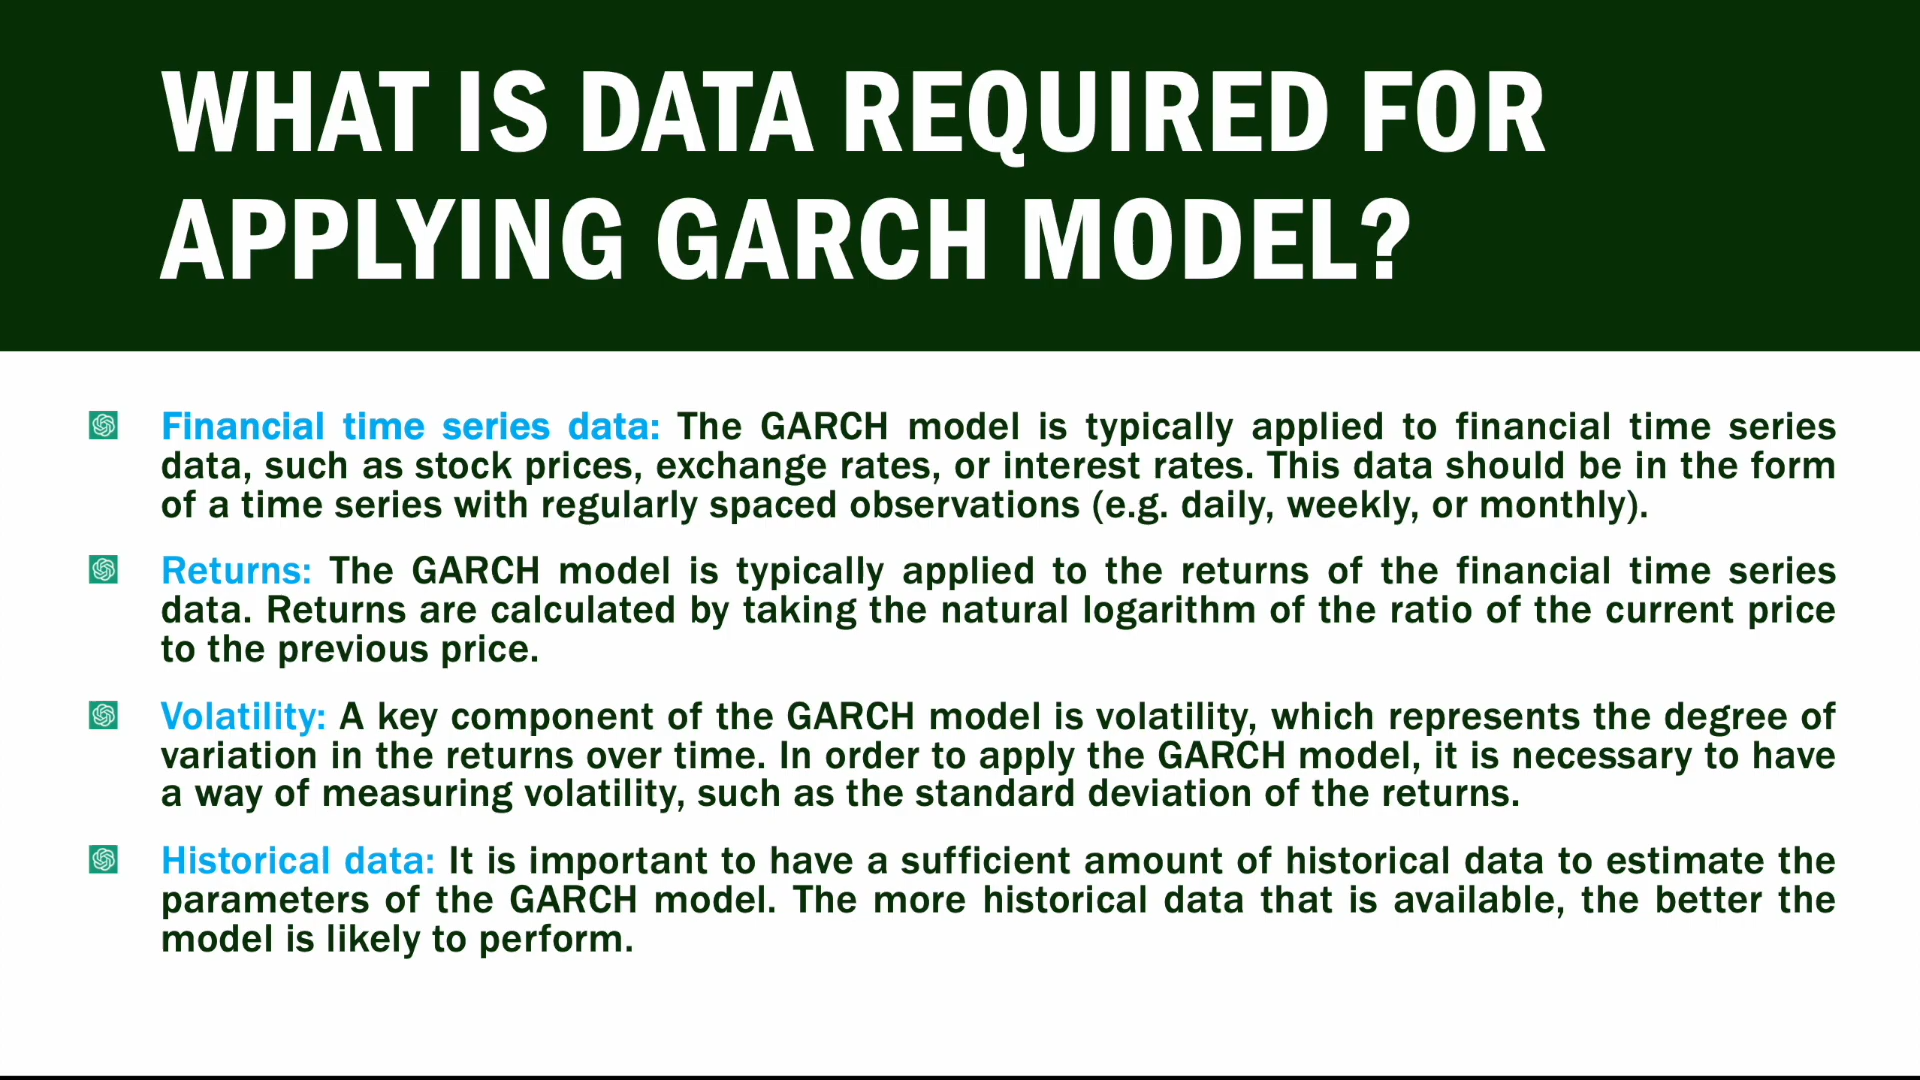 WHAT IS DATA REQUIRED FOR
APPLYING GARCH MODEL?
Financial time series data: The GARCH model is typically applied to financial time series
data, such as stock prices, exchange rates, or interest rates. This data should be in the form
of a time series with regularly spaced observations (e.g. daily, weekly, or monthly).
Returns: The GARCH model is typically applied to the returns of the financial time series
data. Returns are calculated by taking the natural logarithm of the ratio of the current price
to the previous price.
Volatility: A key component of the GARCH model is volatility, which represents the degree of
variation in the returns over time. In order to apply the GARCH model, it is necessary to have
a way of measuring volatility, such as the standard deviation of the returns.
Historical data: It is important to have a sufficient amount of historical data to estimate the
parameters of the GARCH model. The more historical data that is available, the better the
model is likely to perform.